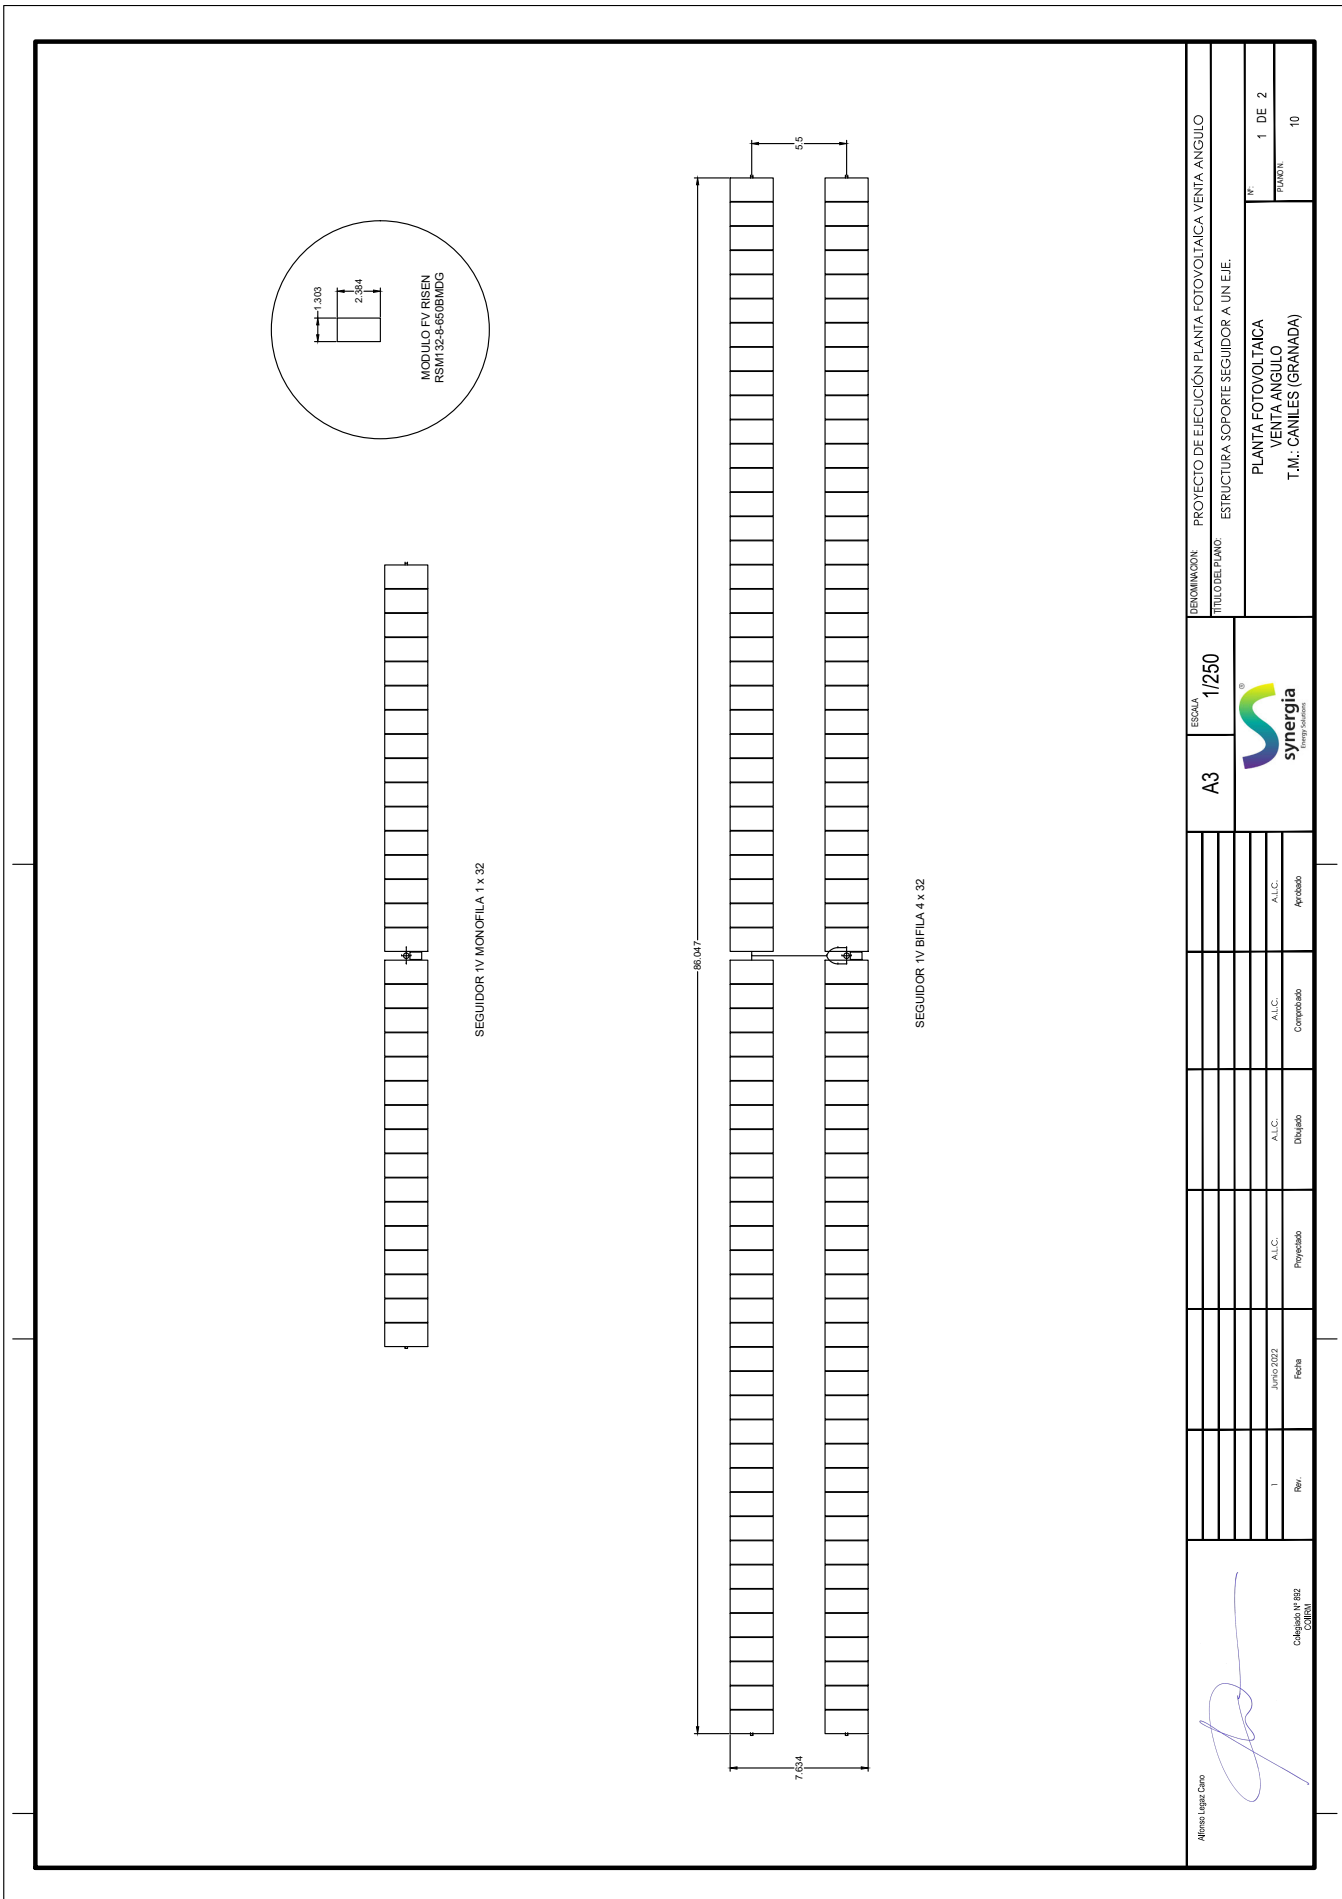 1.303
2.384
MODULO FV RISEN
RSM132-8-650BMDG
SEGUIDOR 1V MONOFILA 1 x 32
86.047
5.5
7.634
SEGUIDOR 1V BIFILA 4 x 32
Alfonso Legaz Cano
Colegiado Nº 892
COIIRM
1
Junio 2022
A.L.C.
A.L.C.
A.L.C.
A.L.C.
Rev.
Fecha
Proyectado
Dibujado
Comprobado
Aprobado
A3
ESCALA
1/250
®
synergia
Energy Solutions
DENOMINACION:
PROYECTO DE EJECUCIÓN PLANTA FOTOVOLTAICA VENTA ANGULO
TÍTULO DEL PLANO:
ESTRUCTURA SOPORTE SEGUIDOR A UN EJE.
PLANTA FOTOVOLTAICA
VENTA ANGULO
T.M.: CANILES (GRANADA)
Nº:
1 DE 2
PLANO N.
10